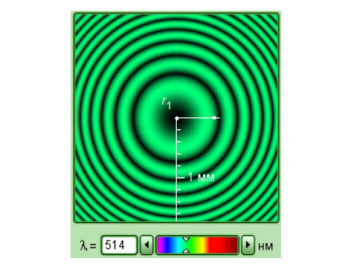 r₁
1 мм
λ = 514 нм